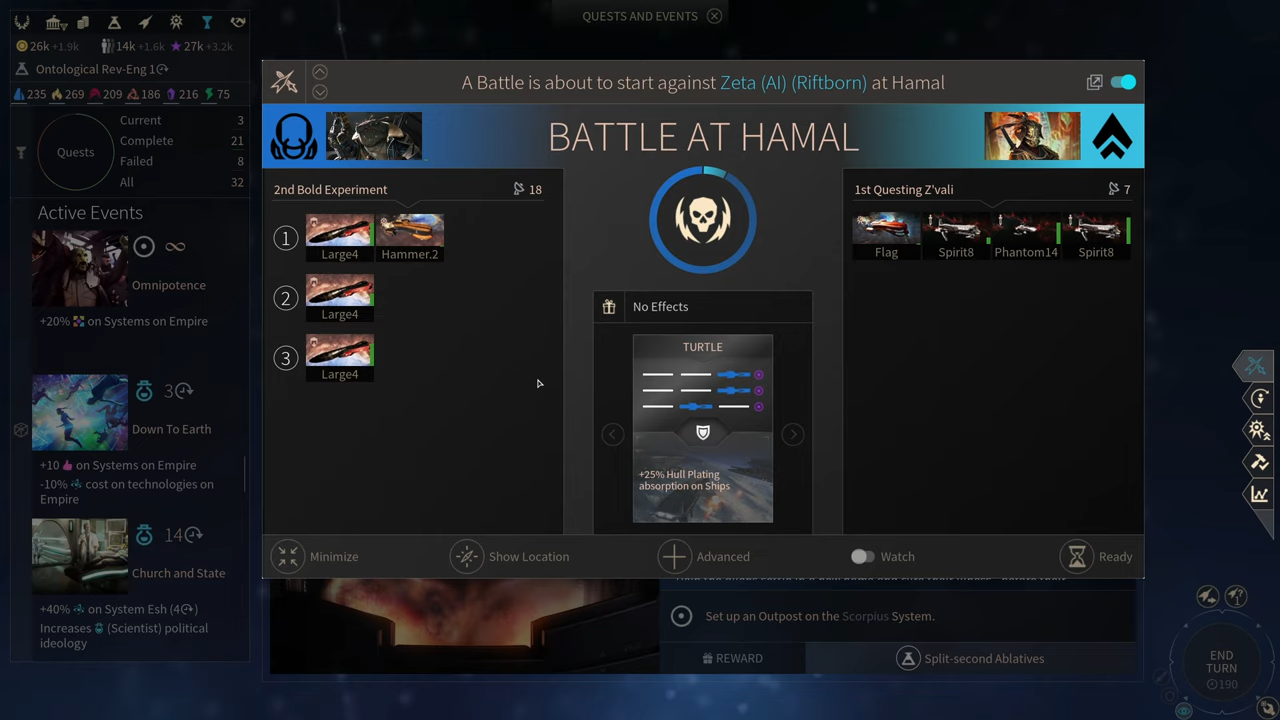 QUESTS AND EVENTS
26k +1.9k
14k +1.6k
27k +3.2k
Ontological Rev-Eng 1
235 269 209 186 216 75
Quests
Current 3
Complete 21
Failed 8
All 32
Active Events
Omnipotence
+20% on Systems on Empire
3
Down To Earth
+10 on Systems on Empire
-10% cost on technologies on
Empire
14
Church and State
+40% on System Esh (4)
Increases (Scientist) political
ideology
A Battle is about to start against Zeta (AI) (Riftborn) at Hamal
BATTLE AT HAMAL
2nd Bold Experiment 18
1 Large4 Hammer.2
2 Large4
3 Large4
No Effects
TURTLE
+25% Hull Plating
absorption on Ships
1st Questing Z'vali 7
Flag Spirit8 Phantom14 Spirit8
Minimize
Show Location
Advanced
Watch
Ready
Set up an Outpost on the Scorpius System.
REWARD
Split-second Ablatives
END
TURN
190